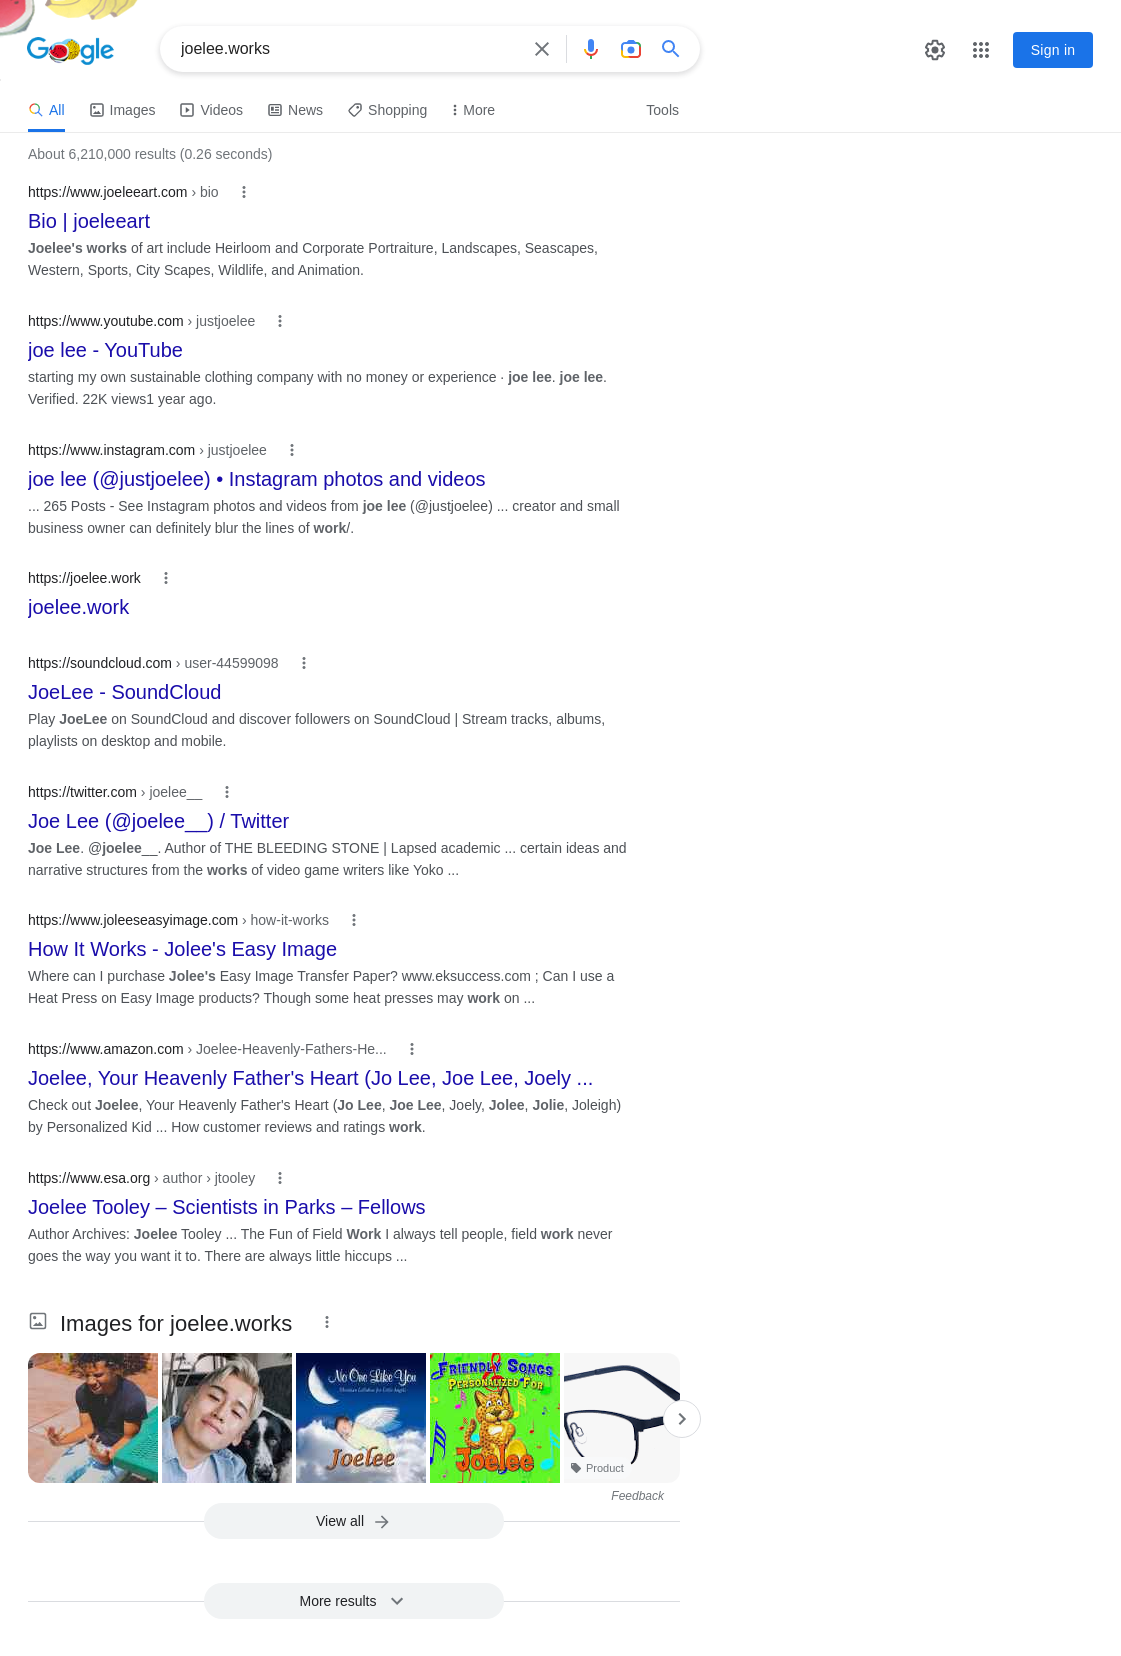 Google
joelee.works
Sign in
All
Images
Videos
News
Shopping
More
Tools
About 6,210,000 results (0.26 seconds)
https://www.joeleeart.com › bio
Bio | joeleeart
Joelee's works of art include Heirloom and Corporate Portraiture, Landscapes, Seascapes,
Western, Sports, City Scapes, Wildlife, and Animation.
https://www.youtube.com › justjoelee
joe lee - YouTube
starting my own sustainable clothing company with no money or experience · joe lee. joe lee.
Verified. 22K views1 year ago.
https://www.instagram.com › justjoelee
joe lee (@justjoelee) • Instagram photos and videos
... 265 Posts - See Instagram photos and videos from joe lee (@justjoelee) ... creator and small
business owner can definitely blur the lines of work/.
https://joelee.work
joelee.work
https://soundcloud.com › user-44599098
JoeLee - SoundCloud
Play JoeLee on SoundCloud and discover followers on SoundCloud | Stream tracks, albums,
playlists on desktop and mobile.
https://twitter.com › joelee__
Joe Lee (@joelee__) / Twitter
Joe Lee. @joelee__. Author of THE BLEEDING STONE | Lapsed academic ... certain ideas and
narrative structures from the works of video game writers like Yoko ...
https://www.joleeseasyimage.com › how-it-works
How It Works - Jolee's Easy Image
Where can I purchase Jolee's Easy Image Transfer Paper? www.eksuccess.com ; Can I use a
Heat Press on Easy Image products? Though some heat presses may work on ...
https://www.amazon.com › Joelee-Heavenly-Fathers-He...
Joelee, Your Heavenly Father's Heart (Jo Lee, Joe Lee, Joely ...
Check out Joelee, Your Heavenly Father's Heart (Jo Lee, Joe Lee, Joely, Jolee, Jolie, Joleigh)
by Personalized Kid ... How customer reviews and ratings work.
https://www.esa.org › author › jtooley
Joelee Tooley – Scientists in Parks – Fellows
Author Archives: Joelee Tooley ... The Fun of Field Work I always tell people, field work never
goes the way you want it to. There are always little hiccups ...
Images for joelee.works
No One Like You
Christian Lullabies for Little Angels
Joelee
FRIENDLY SONGS
PERSONALIZED FOR
Joelee
Product
Feedback
View all
More results